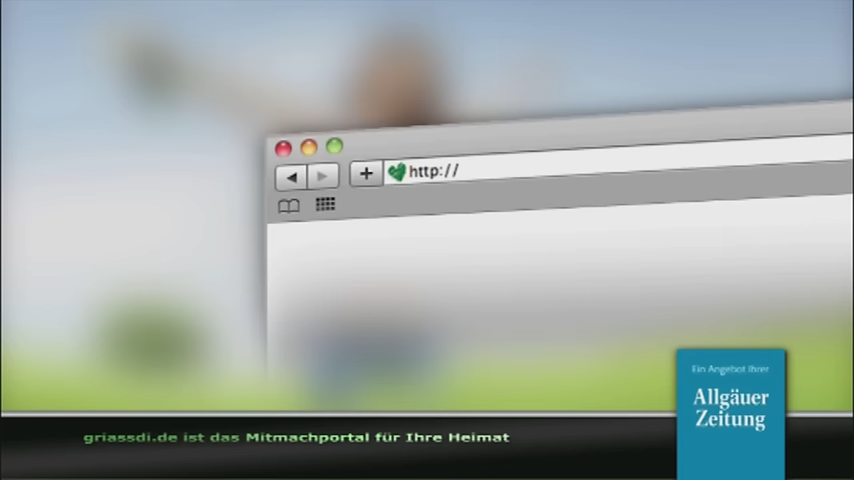 http://
Ein Angebot Ihrer
Allgäuer
Zeitung
griassdi.de ist das Mitmachportal für Ihre Heimat